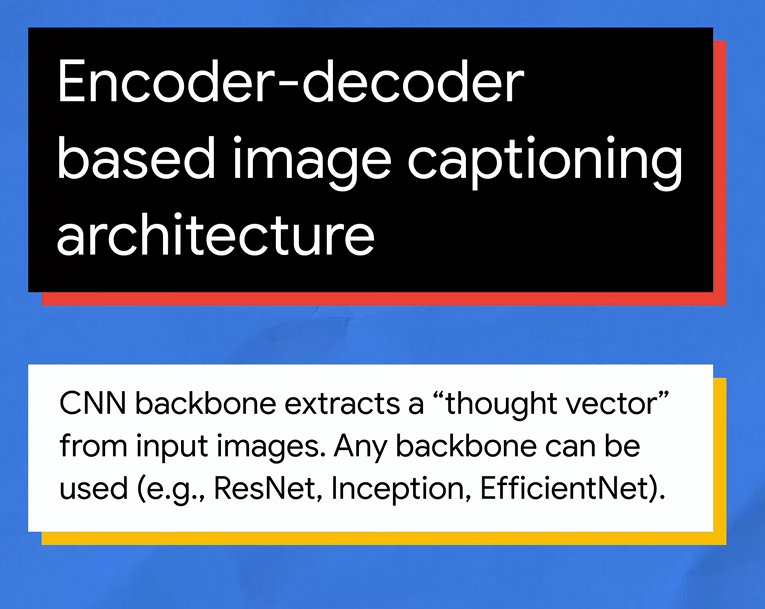 Encoder-decoder
based image captioning
architecture
CNN backbone extracts a “thought vector”
from input images. Any backbone can be
used (e.g., ResNet, Inception, EfficientNet).